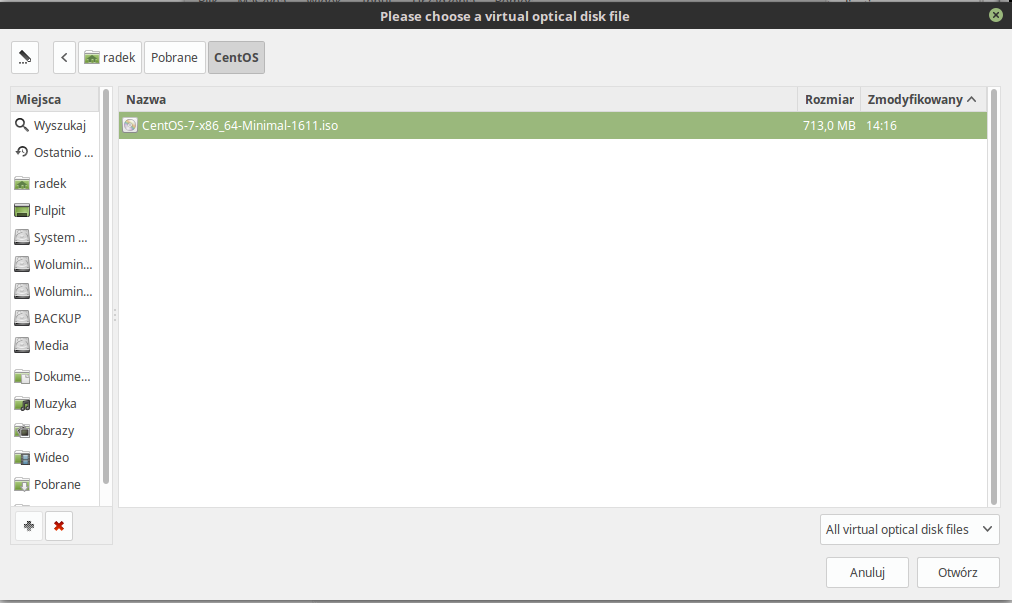 Please choose a virtual optical disk file
radek
Pobrane
CentOS
Miejsca
Nazwa
Rozmiar
Zmodyfikowany
Wyszukaj
CentOS-7-x86_64-Minimal-1611.iso
713,0 MB
14:16
Ostatnio ...
radek
Pulpit
System ...
Wolumin...
Wolumin...
BACKUP
Media
Dokume...
Muzyka
Obrazy
Wideo
Pobrane
All virtual optical disk files
Anuluj
Otwórz